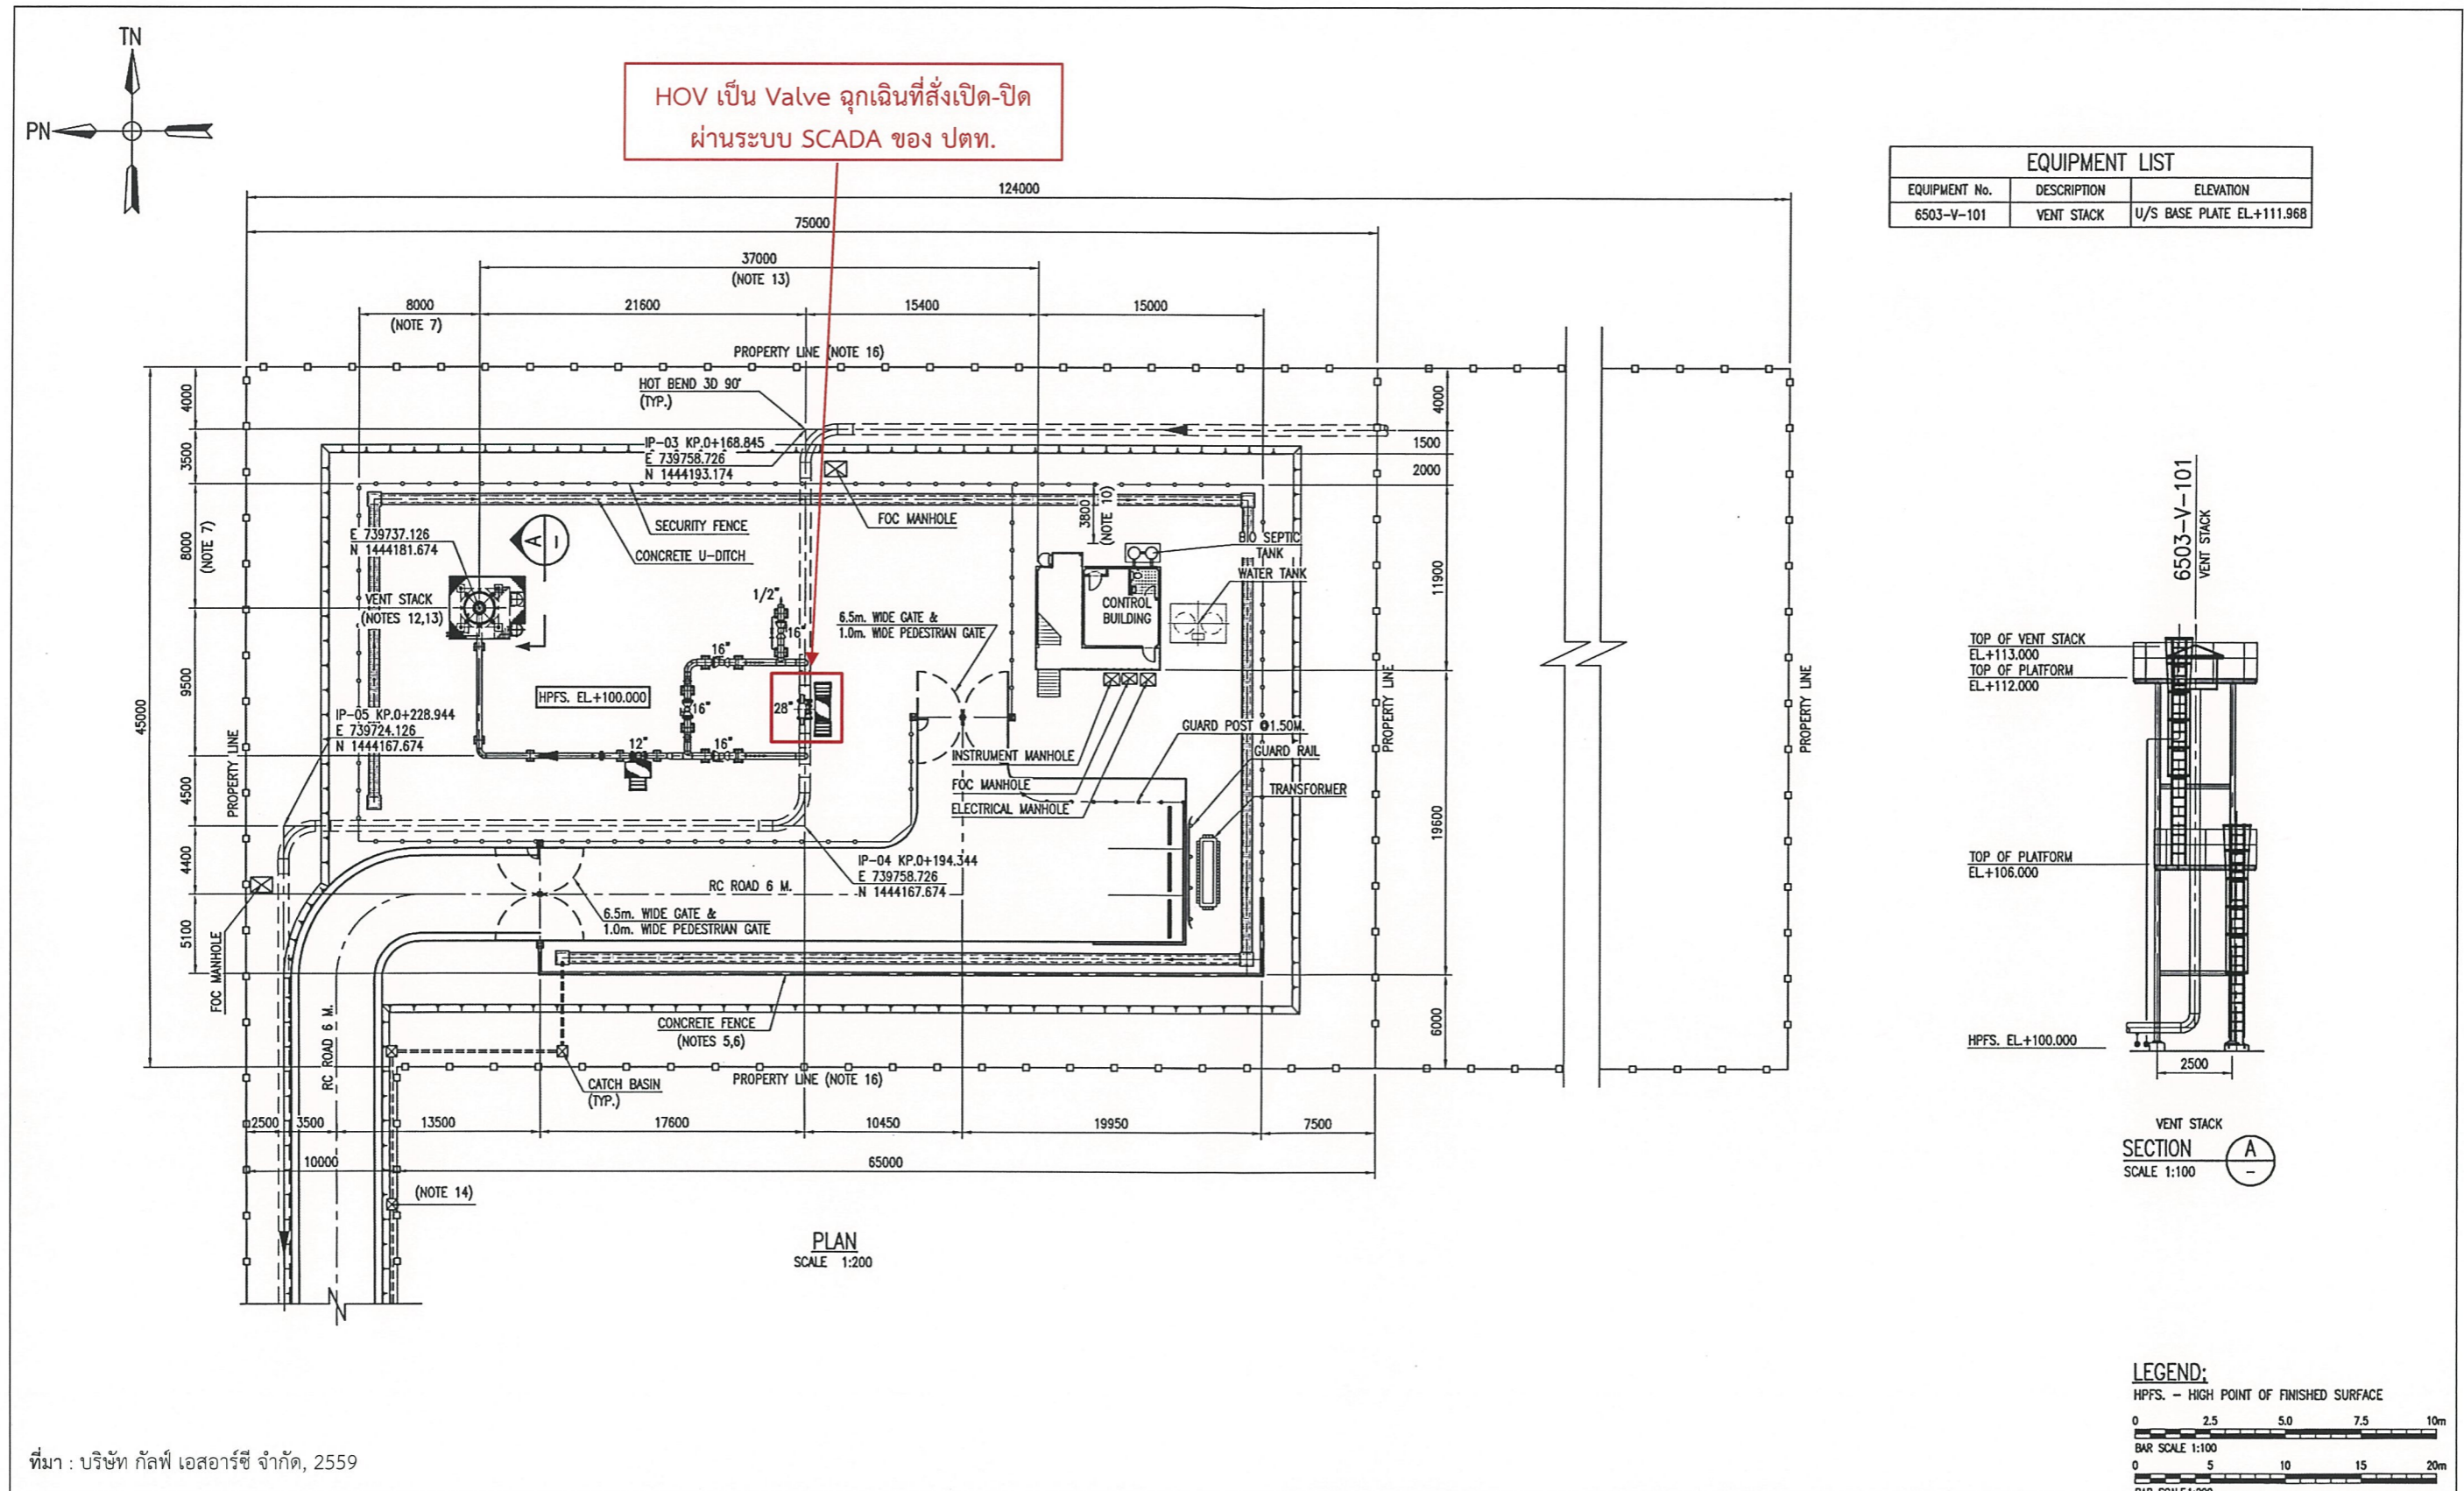 TN
PN
HOV เป็น Valve ฉุกเฉินที่สั่งเปิด-ปิด
ผ่านระบบ SCADA ของ ปตท.
EQUIPMENT LIST
EQUIPMENT No. DESCRIPTION ELEVATION
6503-V-101 VENT STACK U/S BASE PLATE EL.+111.968
124000
75000
37000
(NOTE 13)
8000
(NOTE 7)
21600
15400
15000
PROPERTY LINE (NOTE 16)
HOT BEND 3D 90°
(TYP.)
4000
3500
8000
(NOTE 7)
9500
4500
4400
5100
45000
4000
1500
2000
11900
19600
6000
IP-03 KP.0+168.845
E 739758.726
N 1444193.174
SECURITY FENCE
CONCRETE U-DITCH
FOC MANHOLE
3800
(NOTE 10)
E 739737.126
N 1444181.674
A
VENT STACK
(NOTES 12,13)
BIO SEPTIC
TANK
WATER TANK
CONTROL
BUILDING
1/2"
16"
16"
6.5m. WIDE GATE &
1.0m. WIDE PEDESTRIAN GATE
HPFS. EL.+100.000
16"
28"
12"
16"
IP-05 KP.0+228.944
E 739724.126
N 1444167.674
PROPERTY LINE
PROPERTY LINE
PROPERTY LINE
GUARD POST @1.50M.
INSTRUMENT MANHOLE
GUARD RAIL
FOC MANHOLE
TRANSFORMER
ELECTRICAL MANHOLE
IP-04 KP.0+194.344
E 739758.726
N 1444167.674
RC ROAD 6 M.
6.5m. WIDE GATE &
1.0m. WIDE PEDESTRIAN GATE
FOC MANHOLE
RC ROAD 6 M.
CONCRETE FENCE
(NOTES 5,6)
CATCH BASIN
(TYP.)
PROPERTY LINE (NOTE 16)
2500 3500 13500 17600 10450 19950 7500
10000 65000
(NOTE 14)
PLAN
SCALE 1:200
6503-V-101
VENT STACK
TOP OF VENT STACK
EL.+113.000
TOP OF PLATFORM
EL.+112.000
TOP OF PLATFORM
EL.+106.000
HPFS. EL.+100.000
2500
VENT STACK
SECTION A
SCALE 1:100
LEGEND;
HPFS. - HIGH POINT OF FINISHED SURFACE
0 2.5 5.0 7.5 10m
BAR SCALE 1:100
0 5 10 15 20m
ที่มา : บริษัท กัลฟ์ เอสอาร์ซี จำกัด, 2559